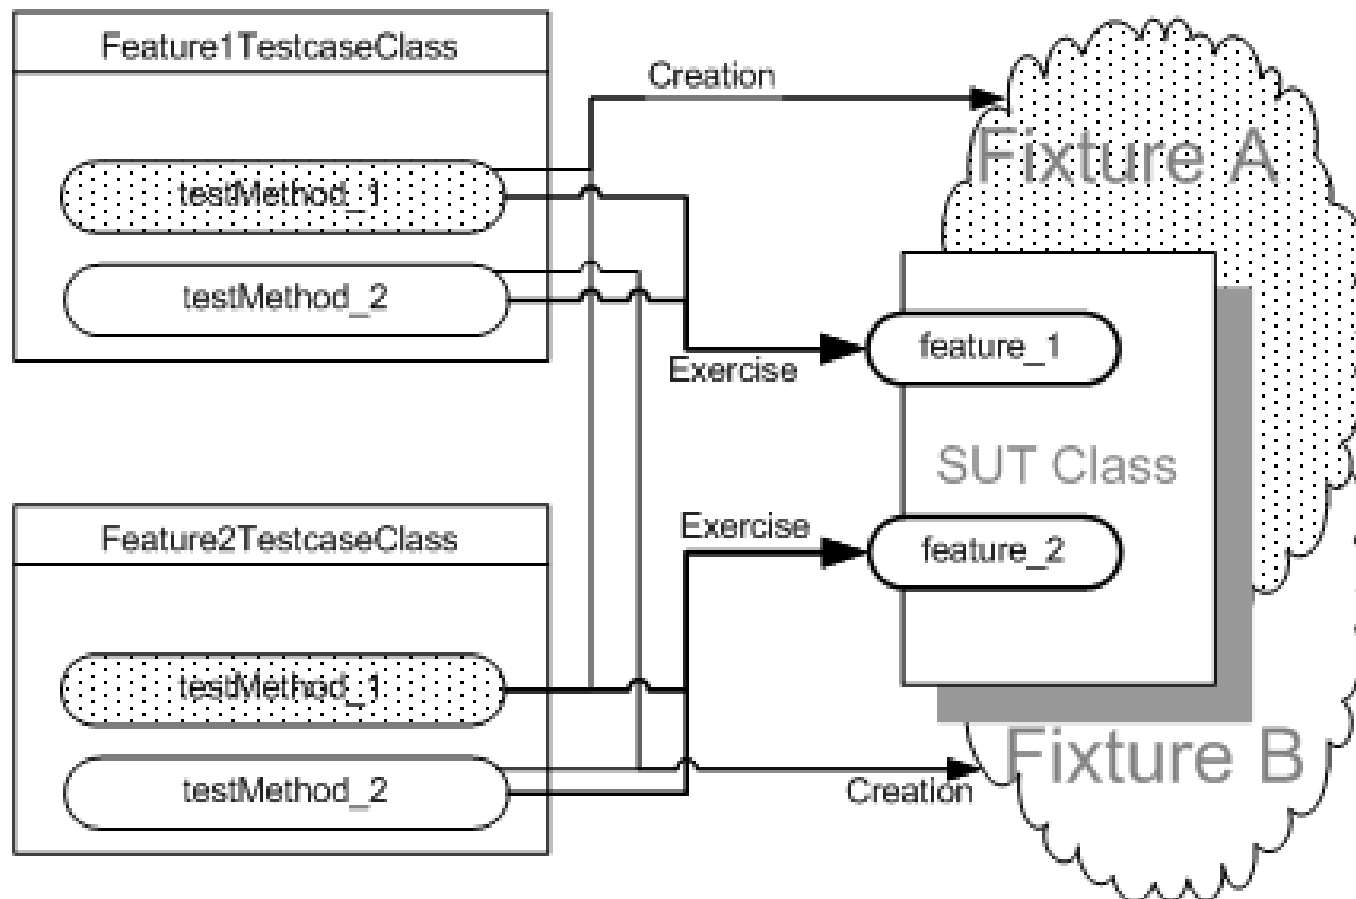 Feature1TestcaseClass
testMethod_1
testMethod_2
Creation
Fixture A
Exercise
feature_1
SUT Class
Feature2TestcaseClass
testMethod_1
testMethod_2
Exercise
feature_2
Creation
Fixture B